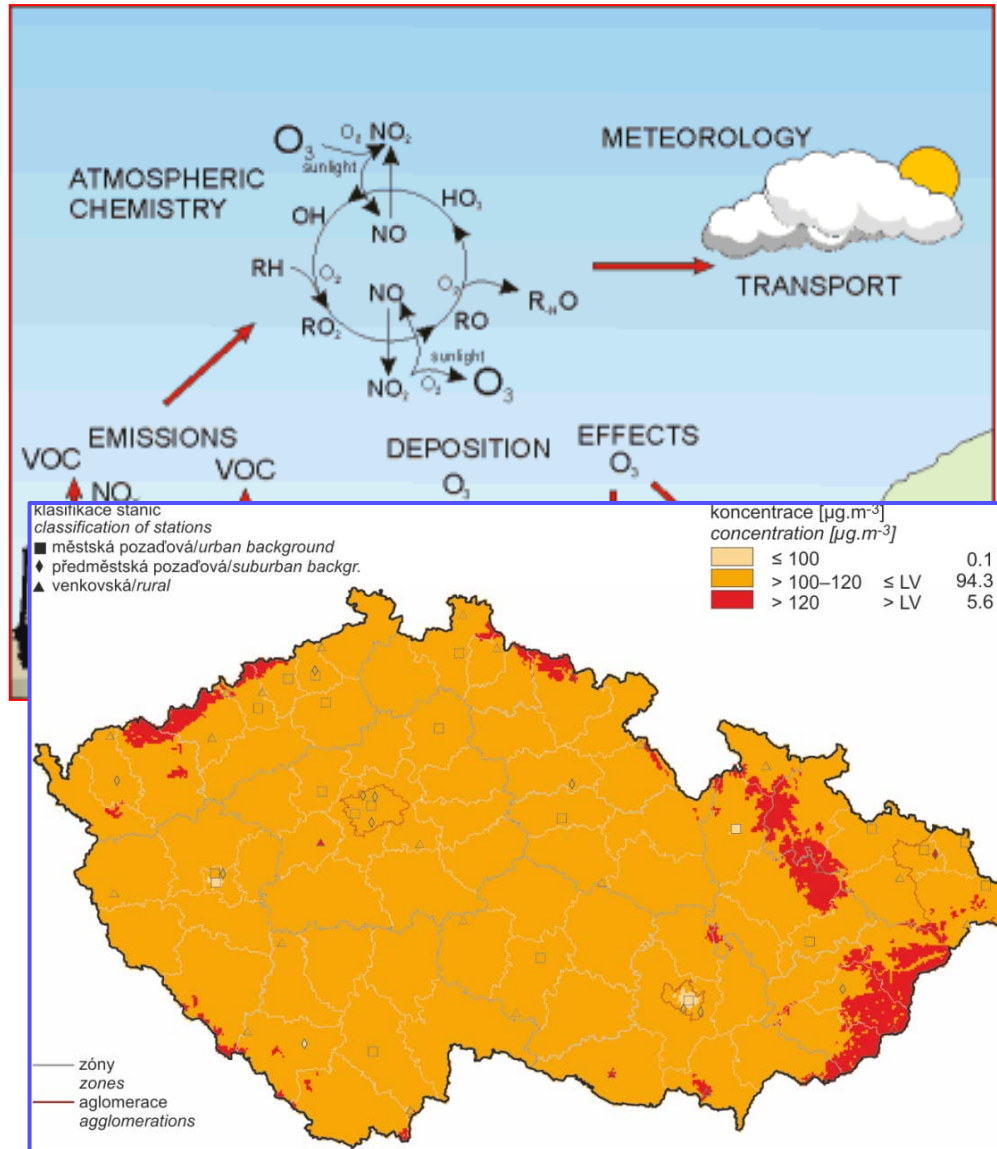 METEOROLOGY
O₃ O₂ NO₂
sunlight
ATMOSPHERIC
CHEMISTRY
OH
HO₂
NO
RH O₂
NO O₂
R₋HO
TRANSPORT
RO₂
RO
sunlight
NO₂ O₂ O₃
EMISSIONS
VOC
VOC
DEPOSITION
O₃
EFFECTS
O₃
klasifikace stanic
classification of stations
městská pozaďová/urban background
předměstská pozaďová/suburban backgr.
venkovská/rural
koncentrace [µg.m⁻³]
concentration [µg.m⁻³]
≤ 100 0.1
> 100–120 ≤ LV 94.3
> 120 > LV 5.6
zóny
zones
aglomerace
agglomerations